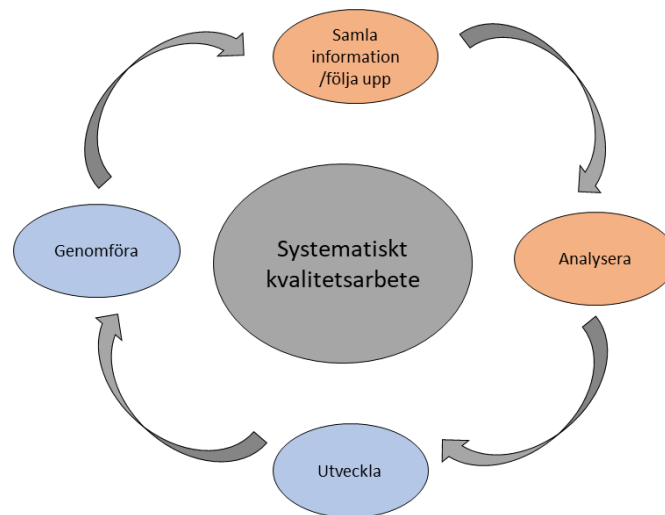 Samla
information
/följa upp
Genomföra
Systematiskt
kvalitetsarbete
Analysera
Utveckla